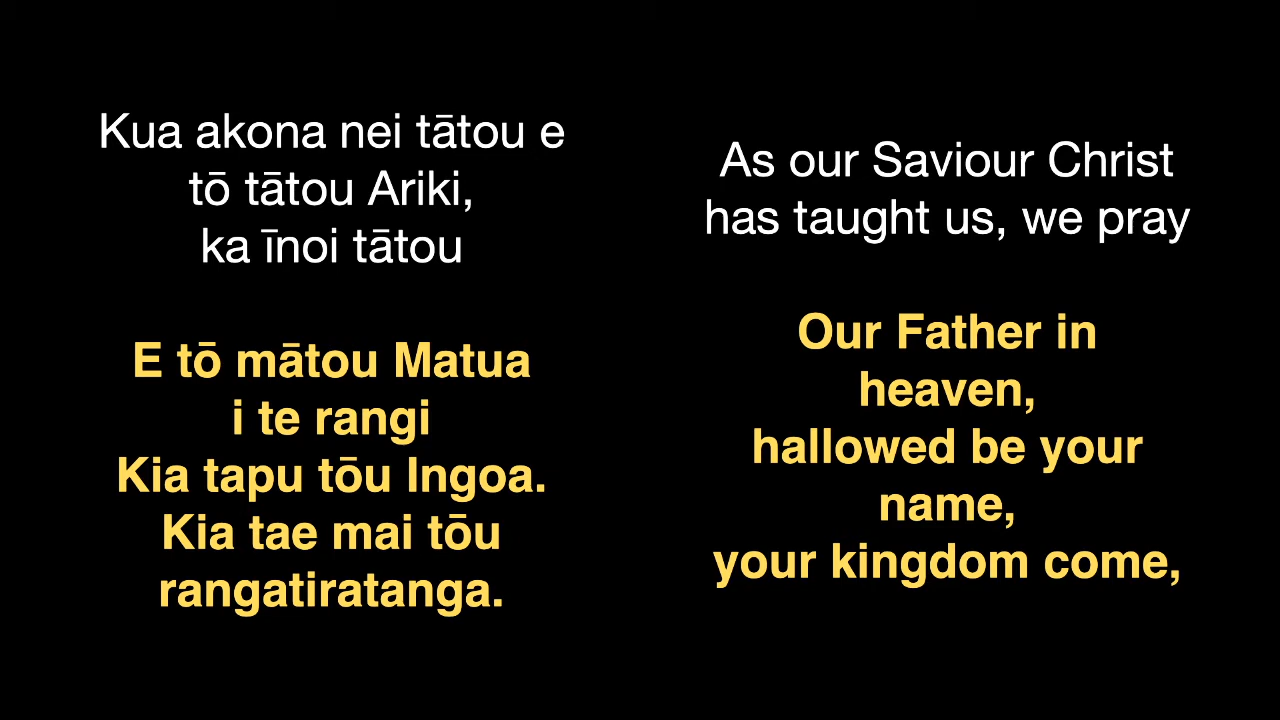 Kua akona nei tātou e
tō tātou Ariki,
ka īnoi tātou
E tō mātou Matua
i te rangi
Kia tapu tōu Ingoa.
Kia tae mai tōu
rangatiratanga.
As our Saviour Christ
has taught us, we pray
Our Father in
heaven,
hallowed be your
name,
your kingdom come,